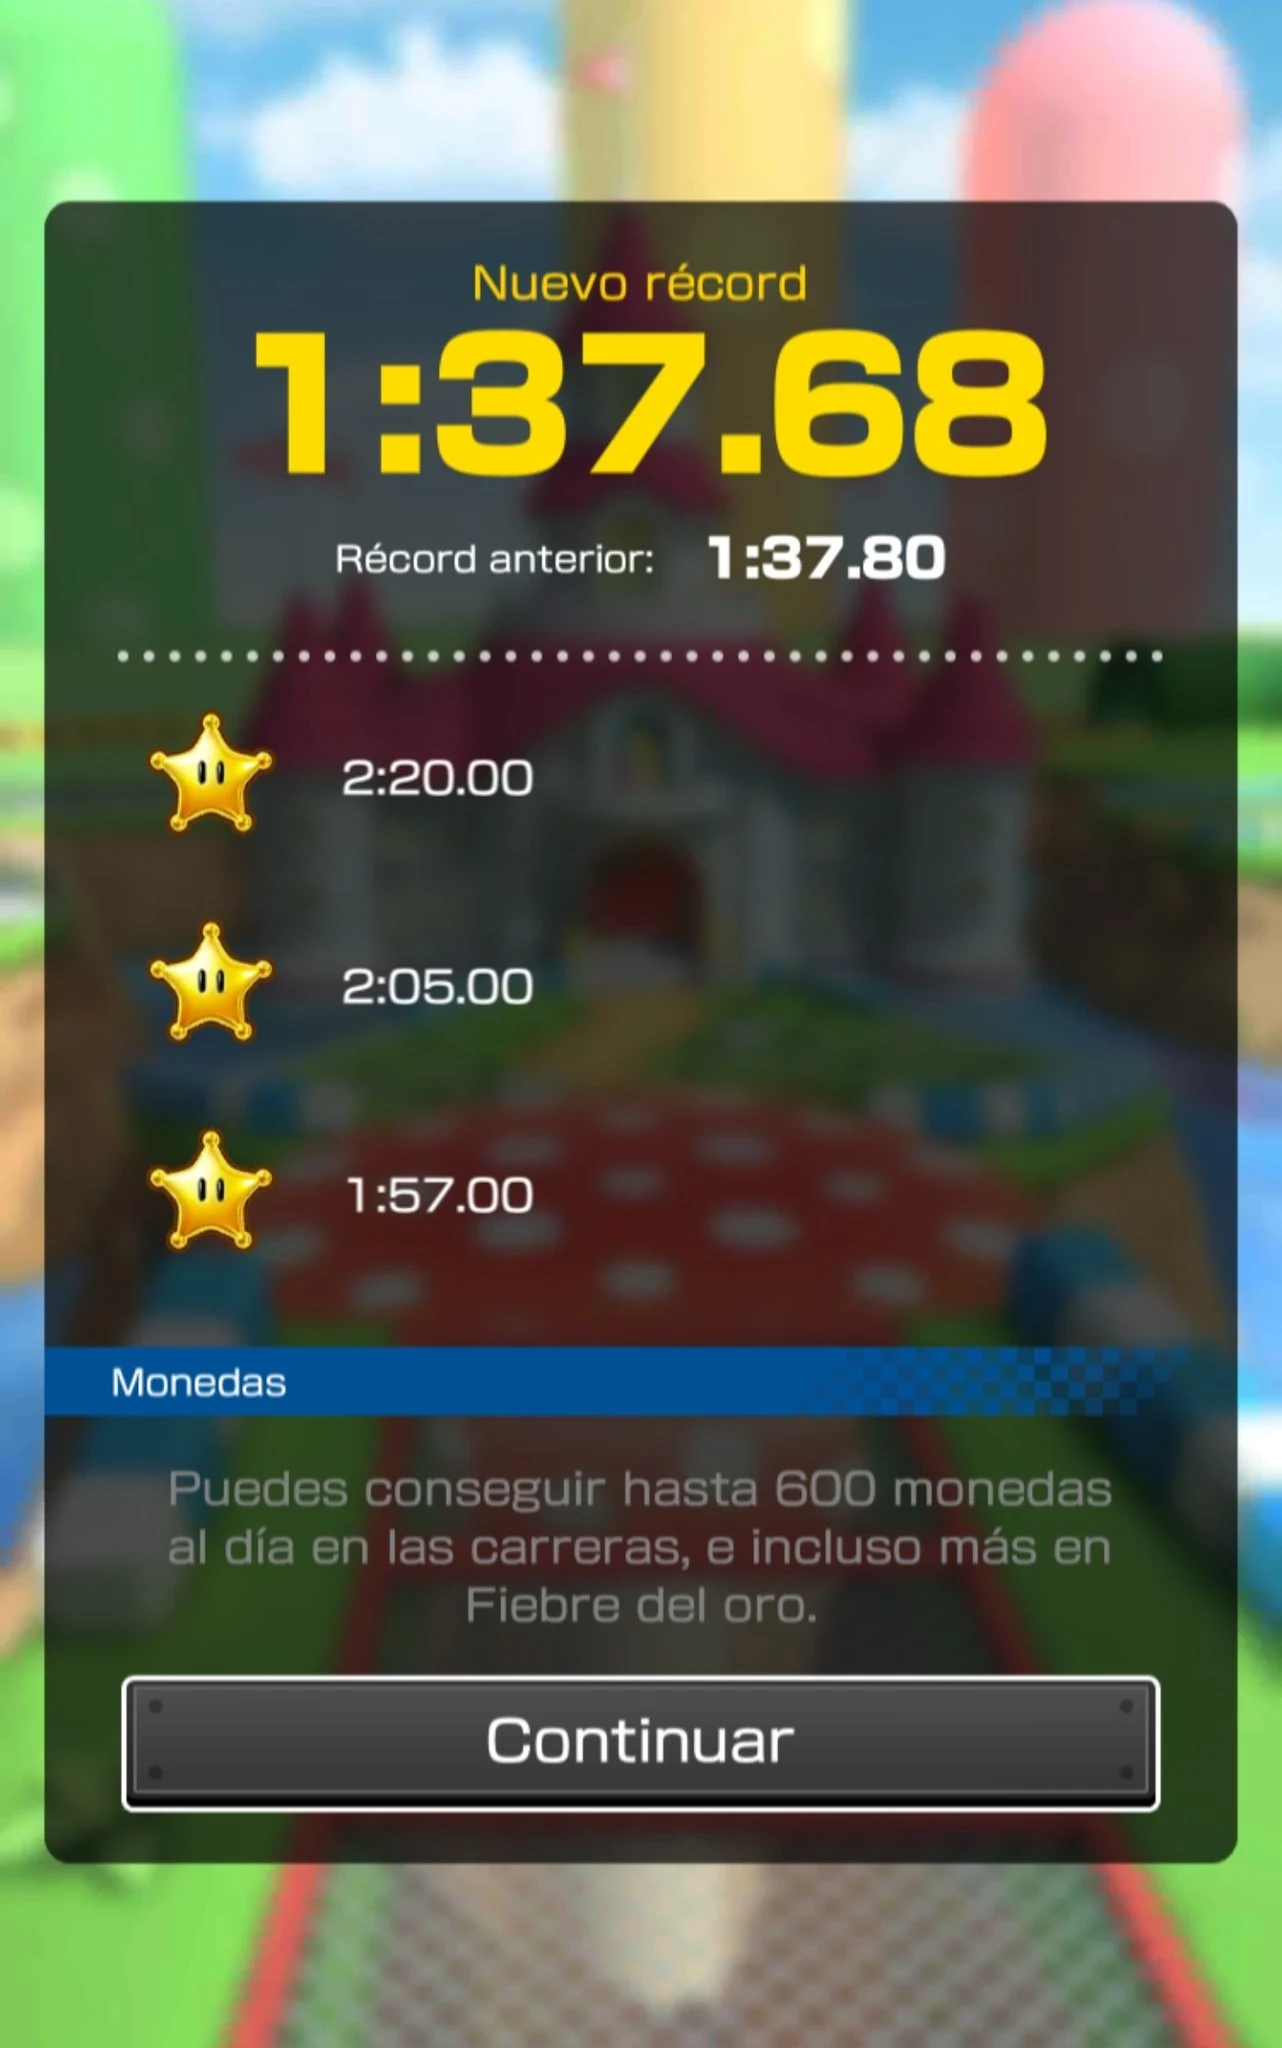 Nuevo récord
1:37.68
Récord anterior: 1:37.80
2:20.00
2:05.00
1:57.00
Monedas
Puedes conseguir hasta 600 monedas
al día en las carreras, e incluso más en
Fiebre del oro.
Continuar